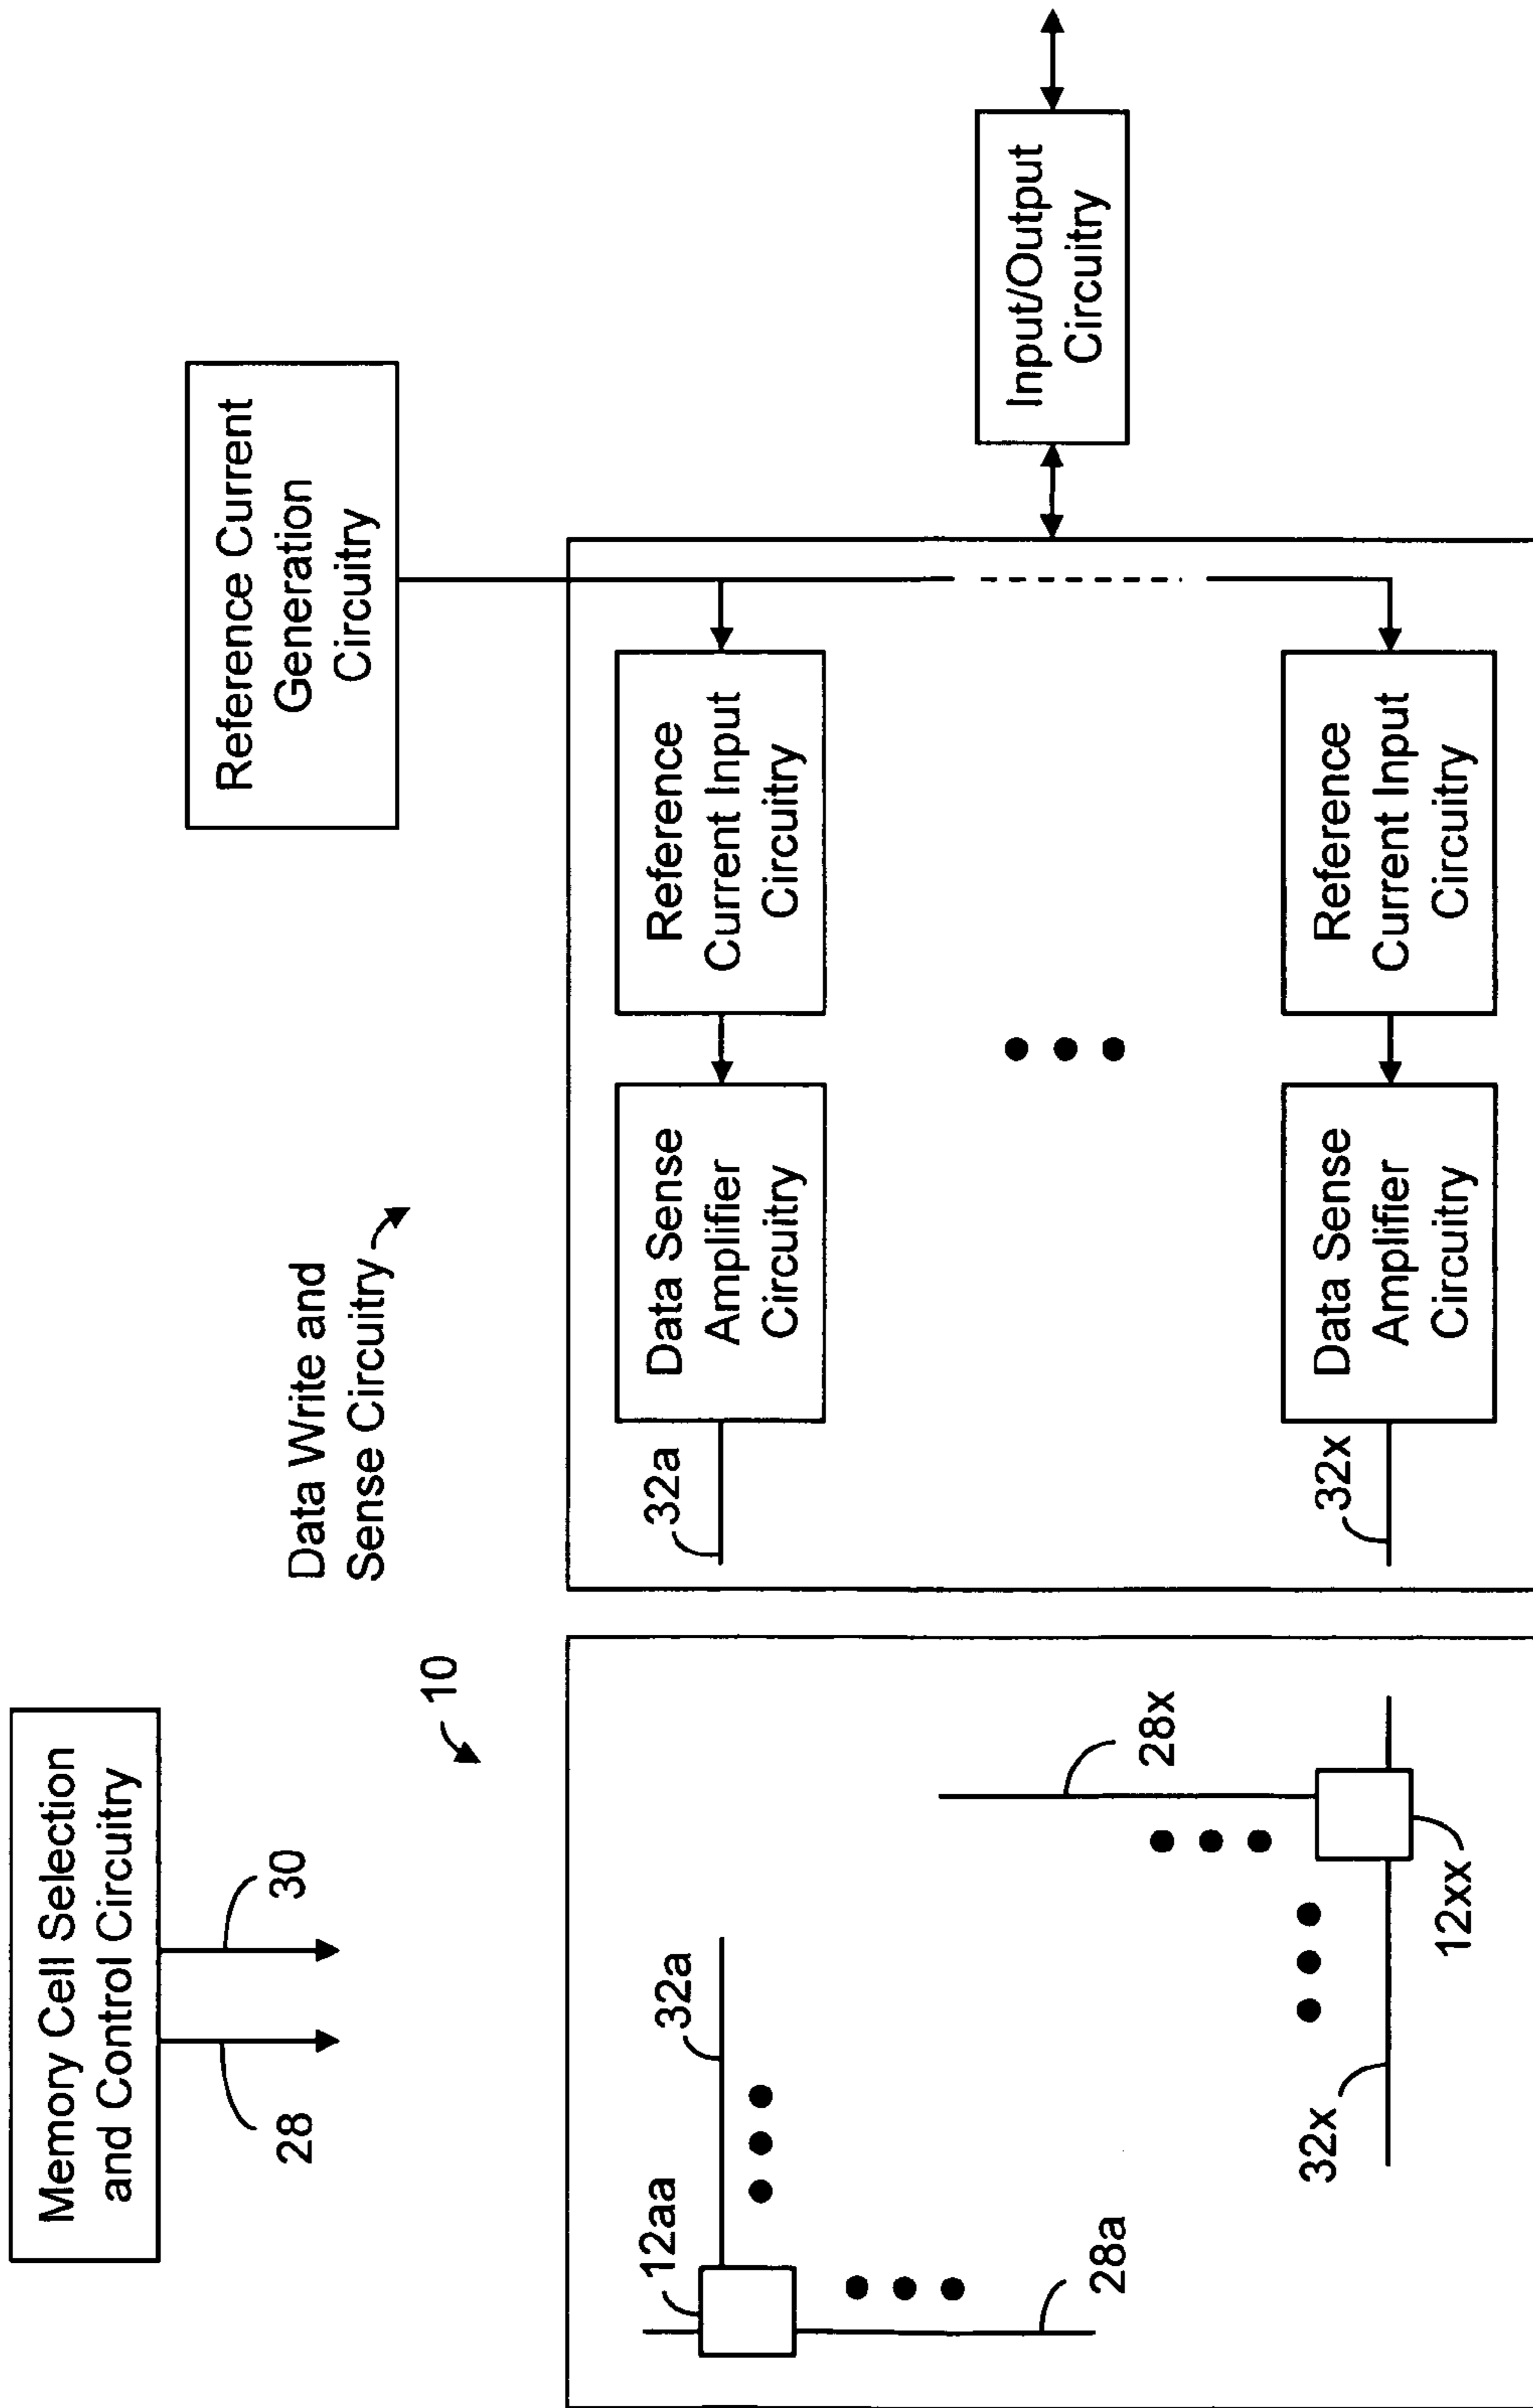 Memory Cell Selection
and Control Circuitry
28
30
10
12aa
32a
28a
28x
32x
12xx
Data Write and
Sense Circuitry
32a
Data Sense
Amplifier
Circuitry
Reference
Current Input
Circuitry
32x
Data Sense
Amplifier
Circuitry
Reference
Current Input
Circuitry
Reference Current
Generation
Circuitry
Input/Output
Circuitry